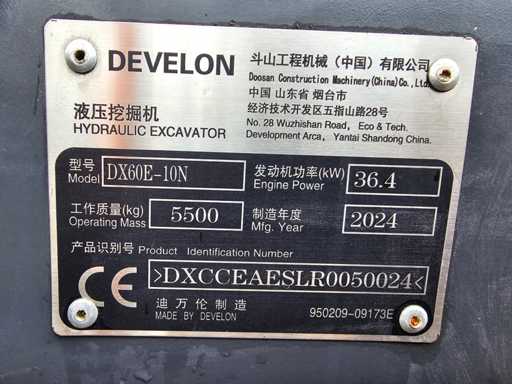 DEVELON
斗山工程机械（中国）有限公司
Doosan Construction Machinery(China)Co.,Ltd.
中国 山东省 烟台市
经济技术开发区五指山路28号
No. 28 Wuzhishan Road, Eco & Tech.
Development Area, Yantai Shandong China.
液压挖掘机
HYDRAULIC EXCAVATOR
型号
Model
DX60E-10N
发动机功率(kW)
Engine Power
36.4
工作质量(kg)
Operating Mass
5500
制造年度
Mfg. Year
2024
产品识别号 Product Identification Number
CE
>DXCCEAESLR0050024<
迪万伦制造
MADE BY DEVELON
950209-09173E